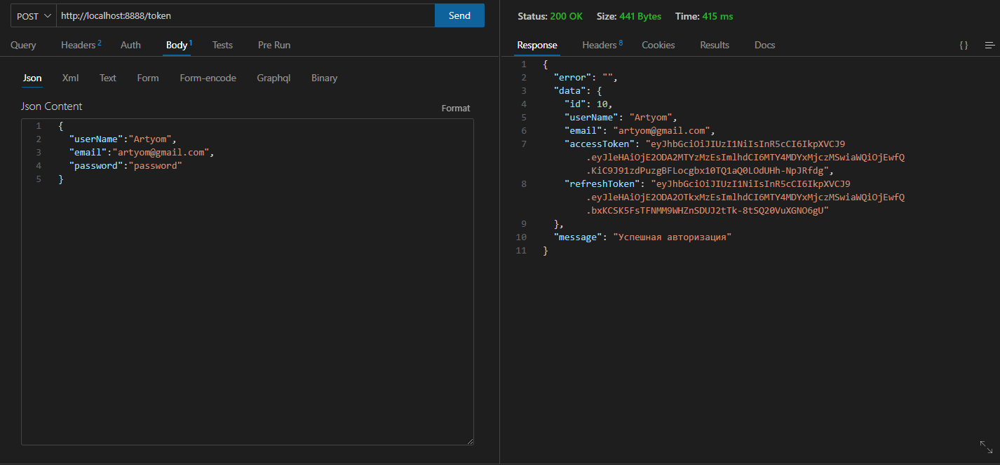 POST http://localhost:8888/token Send
Query Headers 2 Auth Body 1 Tests Pre Run
Json Xml Text Form Form-encode Graphql Binary
Json Content Format
1 {
2 "userName":"Artyom",
3 "email":"artyom@gmail.com",
4 "password":"password"
5 }
Status: 200 OK Size: 441 Bytes Time: 415 ms
Response Headers 8 Cookies Results Docs { }
1 {
2 "error": "",
3 "data": {
4 "id": 10,
5 "userName": "Artyom",
6 "email": "artyom@gmail.com",
7 "accessToken": "eyJhbGciOiJIUzI1NiIsInR5cCI6IkpXVCJ9
.eyJleHAiOjE2ODA2MTYzMzEsImlhdCI6MTY4MDYxMjczMSwiaWQiOjEwfQ
.KiC9J91zdPuzgBFLocgbx10TQ1aQ0LOdUHh-NpJRfdg",
8 "refreshToken": "eyJhbGciOiJIUzI1NiIsInR5cCI6IkpXVCJ9
.eyJleHAiOjE2ODA2OTkxMzEsImlhdCI6MTY4MDYxMjczMSwiaWQiOjEwfQ
.bxKCSK5FsTFNMM9WHZnSDUJ2tTk-8tSQ20VuXGNO6gU"
9 },
10 "message": "Успешная авторизация"
11 }